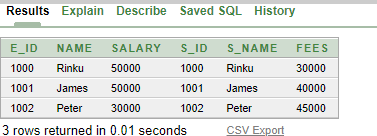 Results Explain Describe Saved SQL History
E_ID NAME SALARY S_ID S_NAME FEES
1000 Rinku 50000 1000 Rinku 30000
1001 James 50000 1001 James 40000
1002 Peter 30000 1002 Peter 45000
3 rows returned in 0.01 seconds CSV Export